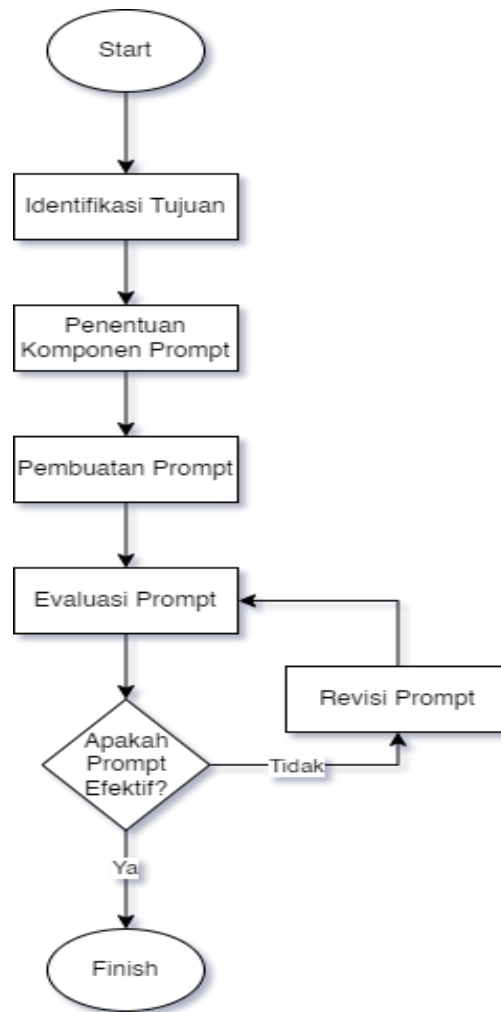 Start
Identifikasi Tujuan
Penentuan
Komponen Prompt
Pembuatan Prompt
Evaluasi Prompt
Revisi Prompt
Apakah
Prompt
Efektif?
Tidak
Ya
Finish